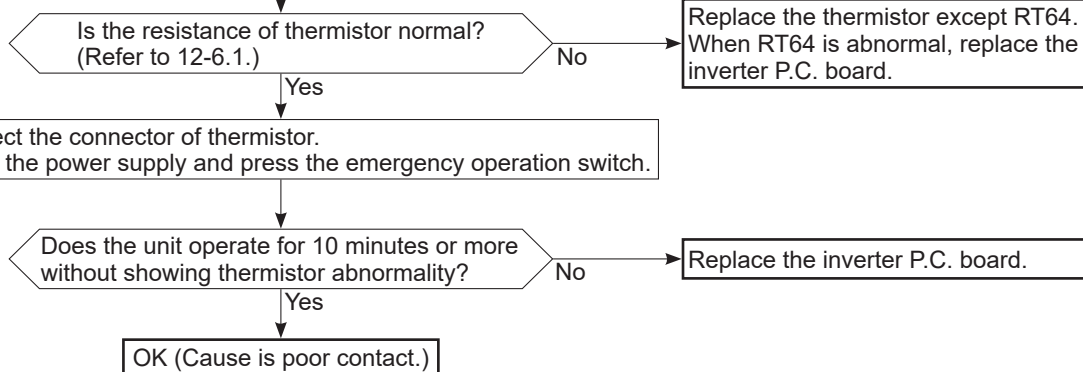 Is the resistance of thermistor normal?
(Refer to 12-6.1.)
No
Replace the thermistor except RT64.
When RT64 is abnormal, replace the
inverter P.C. board.
Yes
ect the connector of thermistor.
the power supply and press the emergency operation switch.
Does the unit operate for 10 minutes or more
without showing thermistor abnormality?
No
Replace the inverter P.C. board.
Yes
OK (Cause is poor contact.)